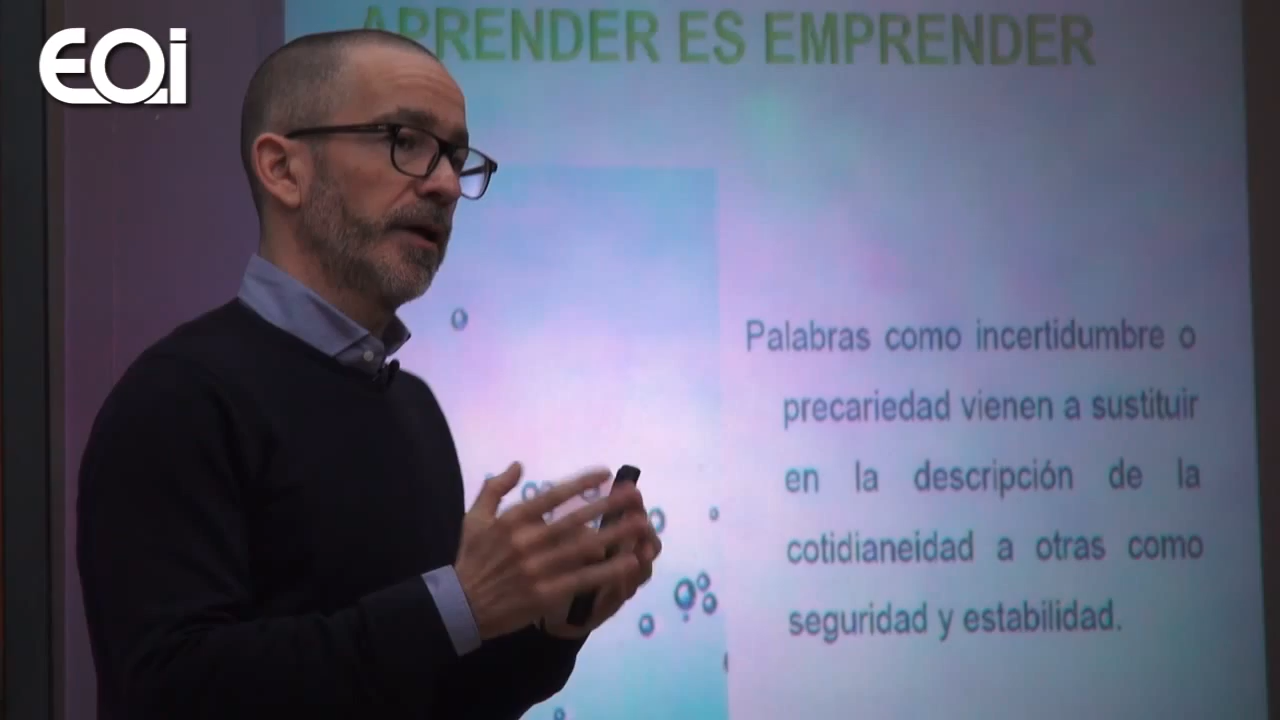 EOi
APRENDER ES EMPRENDER
Palabras como incertidumbre o
precariedad vienen a sustituir
en la descripción de la
cotidianeidad a otras como
seguridad y estabilidad.